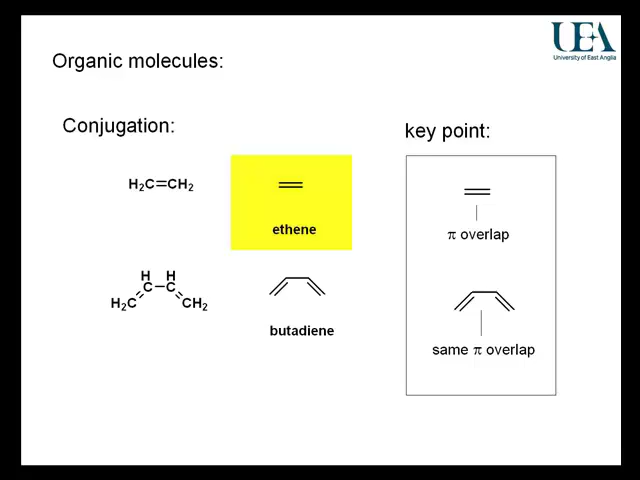 UEA
University of East Anglia
Organic molecules:
Conjugation:
key point:
H₂C=CH₂
ethene
π overlap
H H
C–C
H₂C CH₂
butadiene
same π overlap